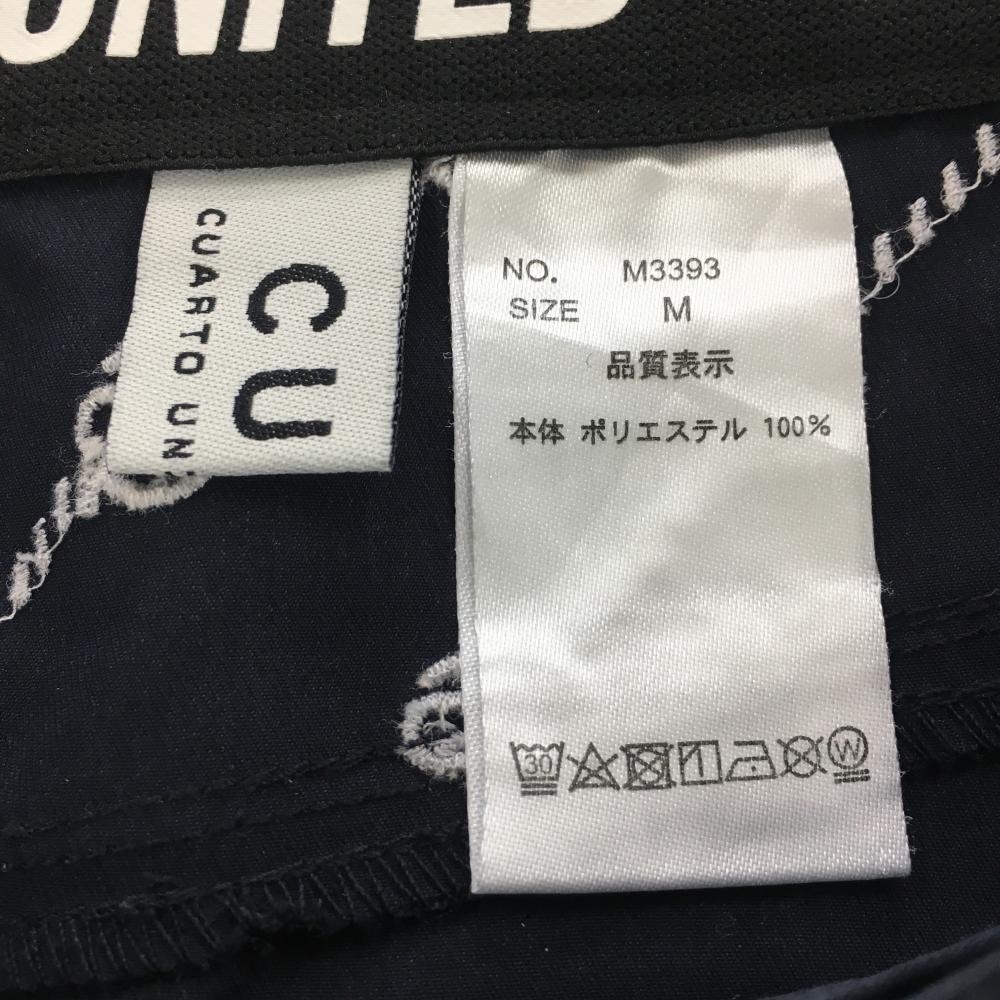 UNITED
CU
CUARTO UN
NO. M3393
SIZE M
品質表示
本体 ポリエステル 100%
30
W